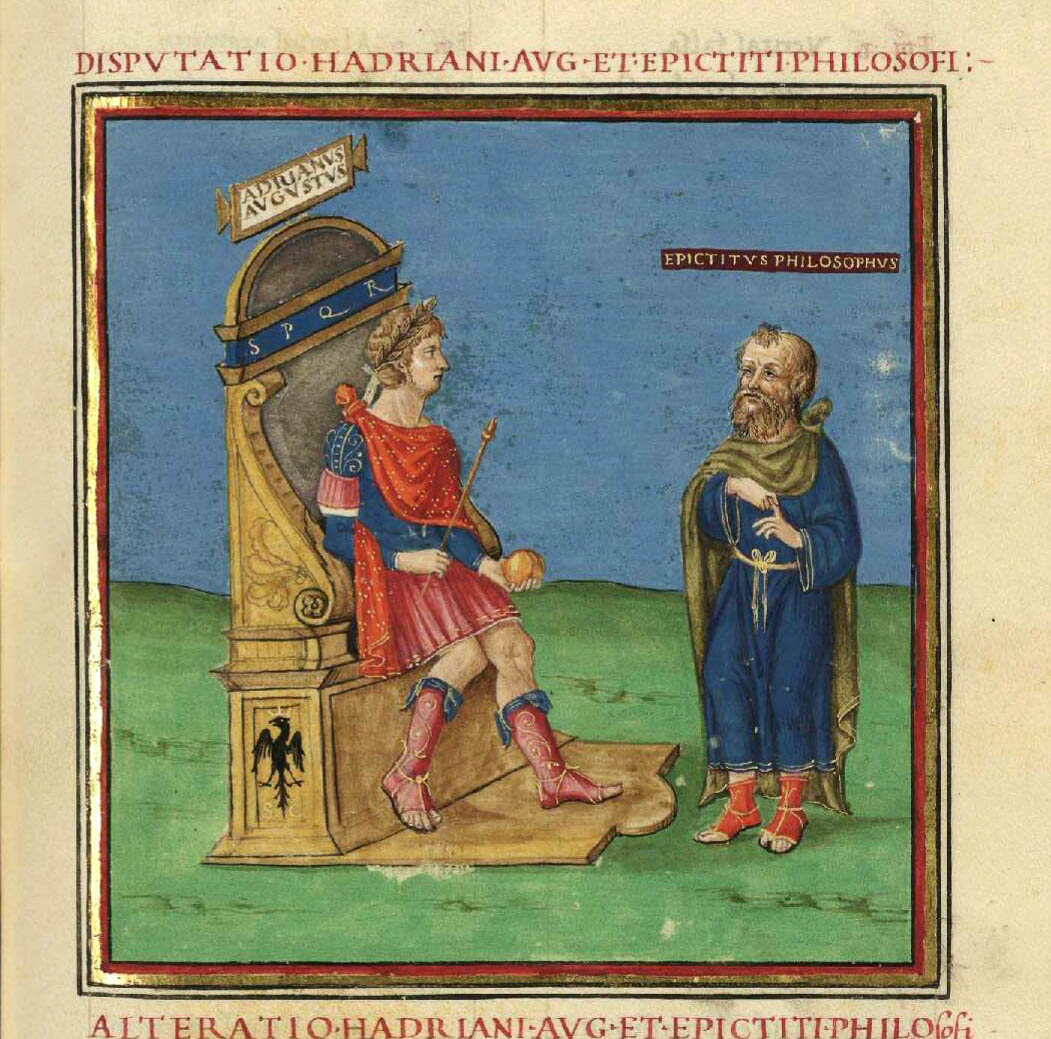 DISPVTATIO·HADRIANI·AVG·ET·EPICTITI·PHILOSOFI:~
ADRIANVS
AVGVSTVS
S P Q R
EPICTITVS PHILOSOPHVS
ALTERATIO·HADRIANI·AVG·ET·EPICTITI·PHILOsofi